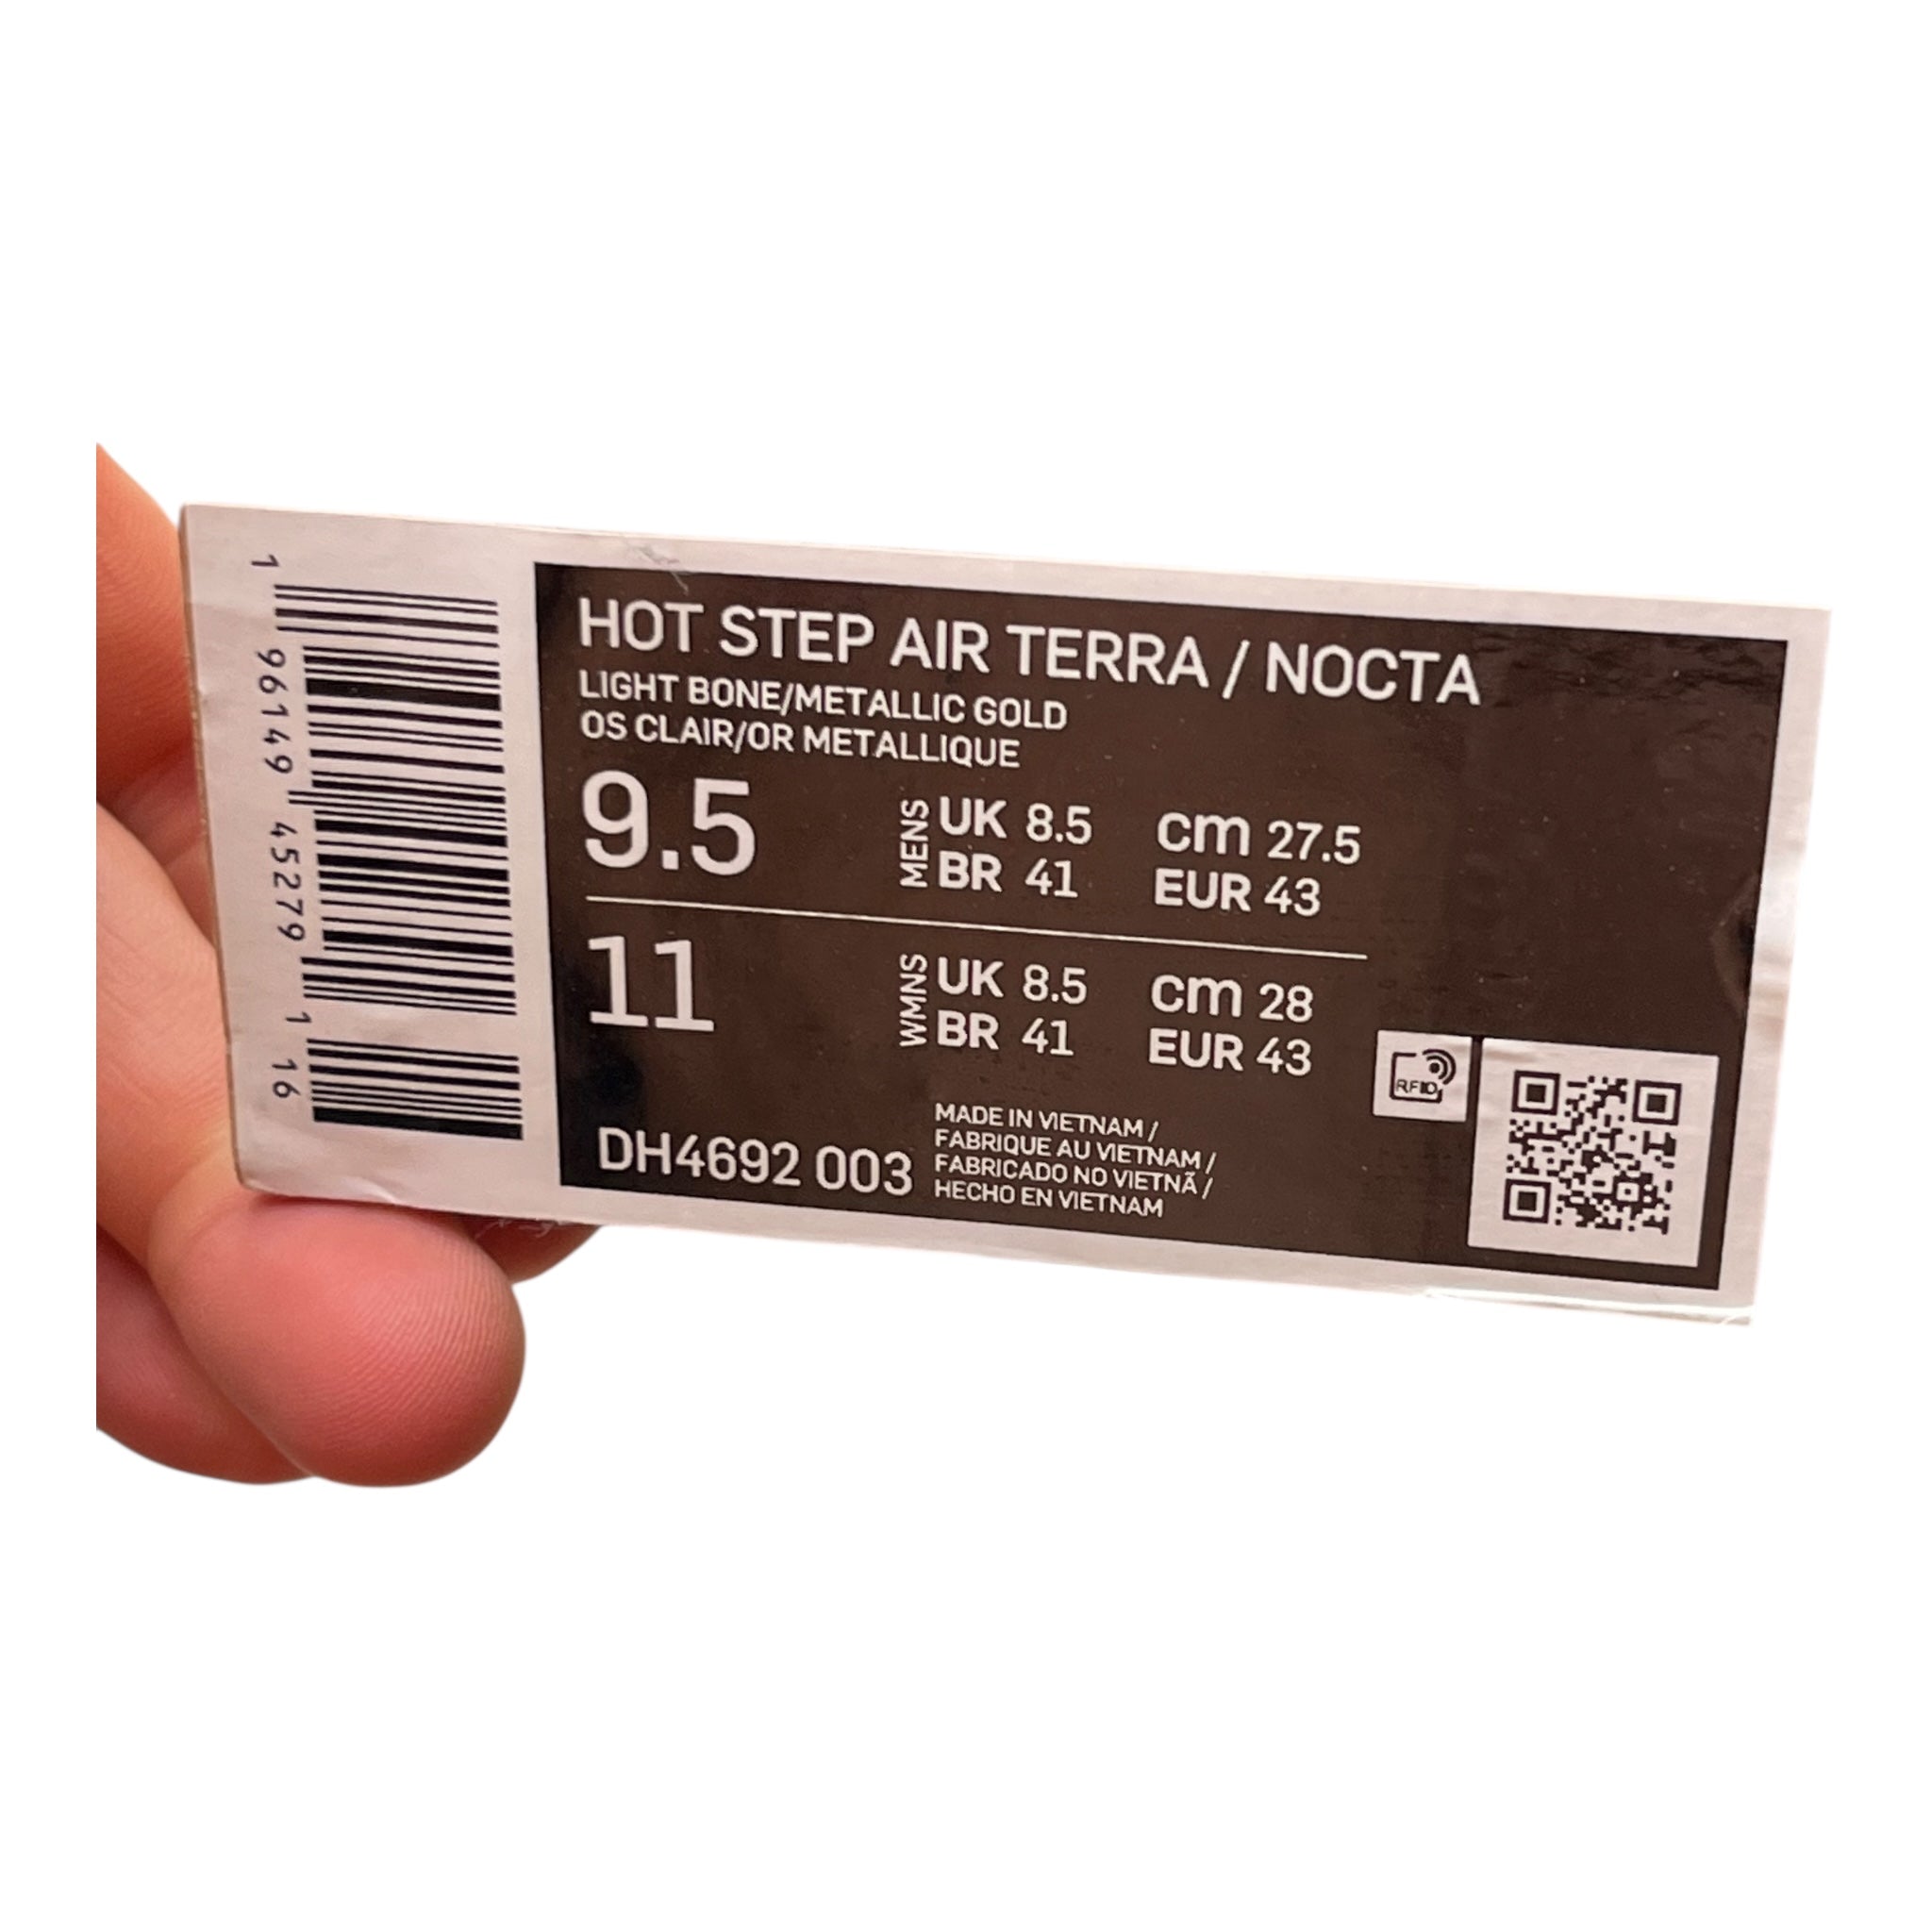 1 96149 45279 1 16
HOT STEP AIR TERRA / NOCTA
LIGHT BONE/METALLIC GOLD
OS CLAIR/OR METALLIQUE
9.5 MENS UK 8.5 cm 27.5
BR 41 EUR 43
11 WMNS UK 8.5 cm 28
BR 41 EUR 43
DH4692 003
MADE IN VIETNAM /
FABRIQUE AU VIETNAM /
FABRICADO NO VIETNÃ /
HECHO EN VIETNAM
RFID